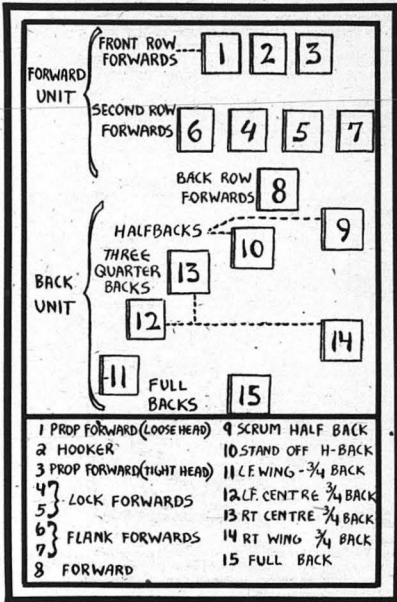 FRONT ROW
FORWARDS
1 2 3
FORWARD
UNIT
SECOND ROW
FORWARDS
6 4 5 7
BACK ROW
FORWARDS
8
HALFBACKS
9
10
THREE
QUARTER
BACKS
13
BACK
UNIT
12
14
11
FULL
BACKS
15
1 PROP FORWARD (LOOSE HEAD)
2 HOOKER
3 PROP FORWARD (TIGHT HEAD)
4
5
LOCK FORWARDS
6
7
FLANK FORWARDS
8 FORWARD
9 SCRUM HALF BACK
10 STAND OFF H-BACK
11 LF. WING - 3/4 BACK
12 LF. CENTRE 3/4 BACK
13 RT CENTRE 3/4 BACK
14 RT WING 3/4 BACK
15 FULL BACK